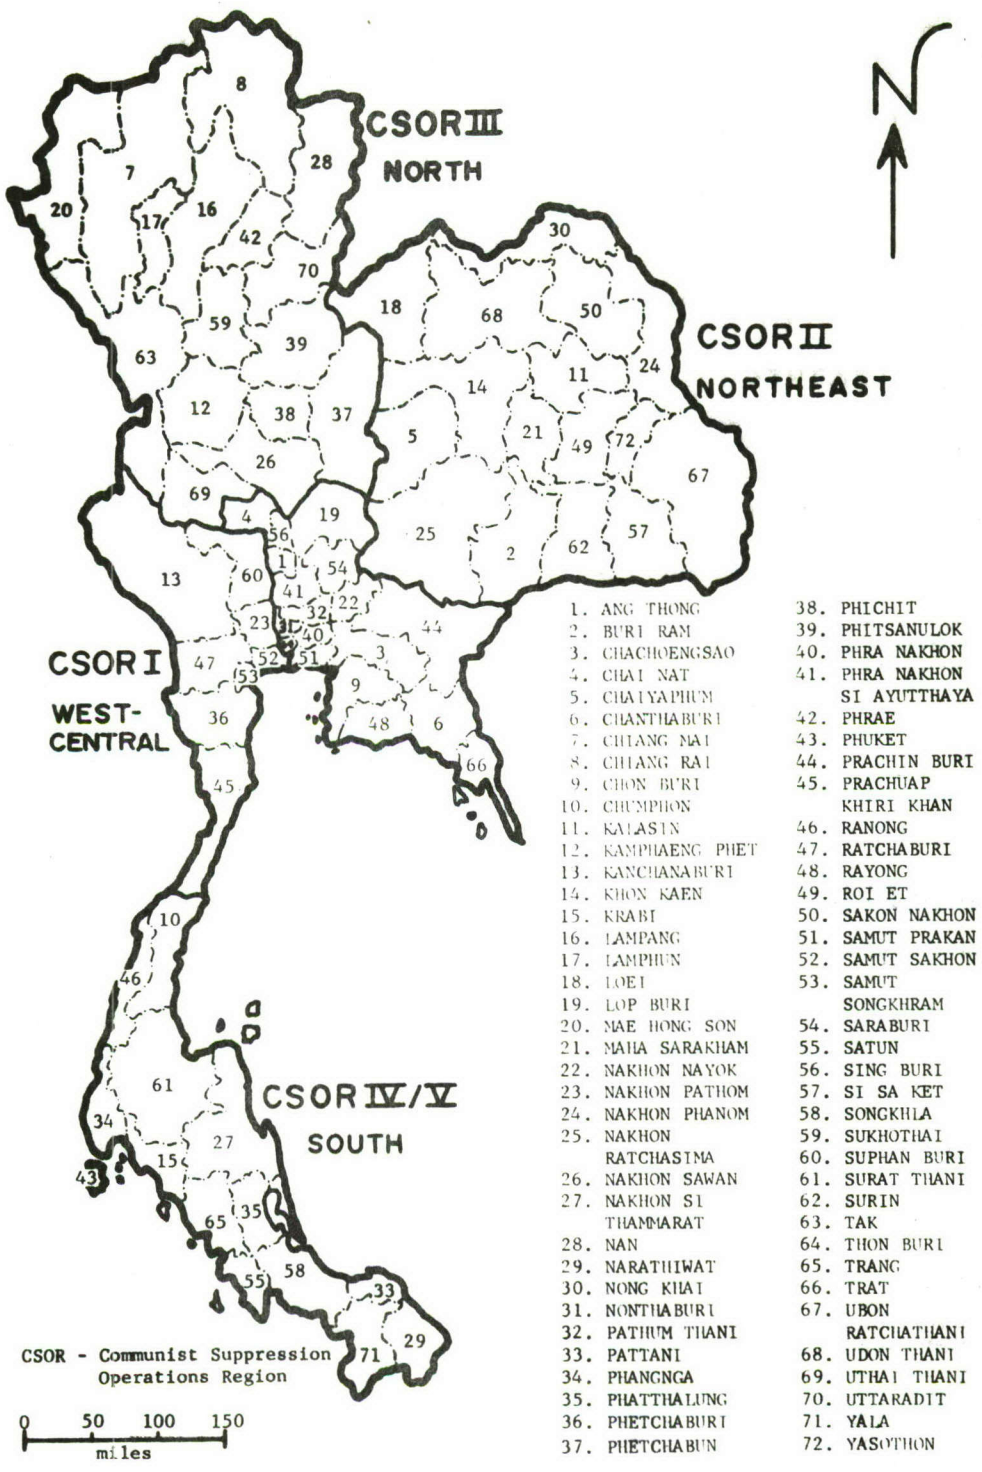 N
CSOR III
NORTH
CSOR II
NORTHEAST
CSOR I
WEST-
CENTRAL
CSOR IV/V
SOUTH
8
7
28
20
17
16
42
70
30
18
68
50
59
39
63
24
14
11
12
38
37
5
21
49
72
26
67
69
4
19
56
25
2
62
57
13
1
54
60
41
22
32
23
31
40
44
3
47
52
51
53
9
36
48
6
66
45
10
46
61
34
27
15
43
35
65
58
55
33
29
71
1. ANG THONG
2. BURI RAM
3. CHACHOENGSAO
4. CHAI NAT
5. CHAIYAPHUM
6. CHANTHABURI
7. CHIANG MAI
8. CHIANG RAI
9. CHON BURI
10. CHUMPHON
11. KALASIN
12. KAMPHAENG PHET
13. KANCHANABURI
14. KHON KAEN
15. KRABI
16. LAMPANG
17. LAMPHUN
18. LOEI
19. LOP BURI
20. MAE HONG SON
21. MAHA SARAKHAM
22. NAKHON NAYOK
23. NAKHON PATHOM
24. NAKHON PHANOM
25. NAKHON
RATCHASIMA
26. NAKHON SAWAN
27. NAKHON SI
THAMMARAT
28. NAN
29. NARATHIWAT
30. NONG KHAI
31. NONTHABURI
32. PATHUM THANI
33. PATTANI
34. PHANGNGA
35. PHATTHALUNG
36. PHETCHABURI
37. PHETCHABUN
38. PHICHIT
39. PHITSANULOK
40. PHRA NAKHON
41. PHRA NAKHON
SI AYUTTHAYA
42. PHRAE
43. PHUKET
44. PRACHIN BURI
45. PRACHUAP
KHIRI KHAN
46. RANONG
47. RATCHABURI
48. RAYONG
49. ROI ET
50. SAKON NAKHON
51. SAMUT PRAKAN
52. SAMUT SAKHON
53. SAMUT
SONGKHRAM
54. SARABURI
55. SATUN
56. SING BURI
57. SI SA KET
58. SONGKHLA
59. SUKHOTHAI
60. SUPHAN BURI
61. SURAT THANI
62. SURIN
63. TAK
64. THON BURI
65. TRANG
66. TRAT
67. UBON
RATCHATHANI
68. UDON THANI
69. UTHAI THANI
70. UTTARADIT
71. YALA
72. YASOTHON
CSOR - Communist Suppression
Operations Region
0 50 100 150
miles